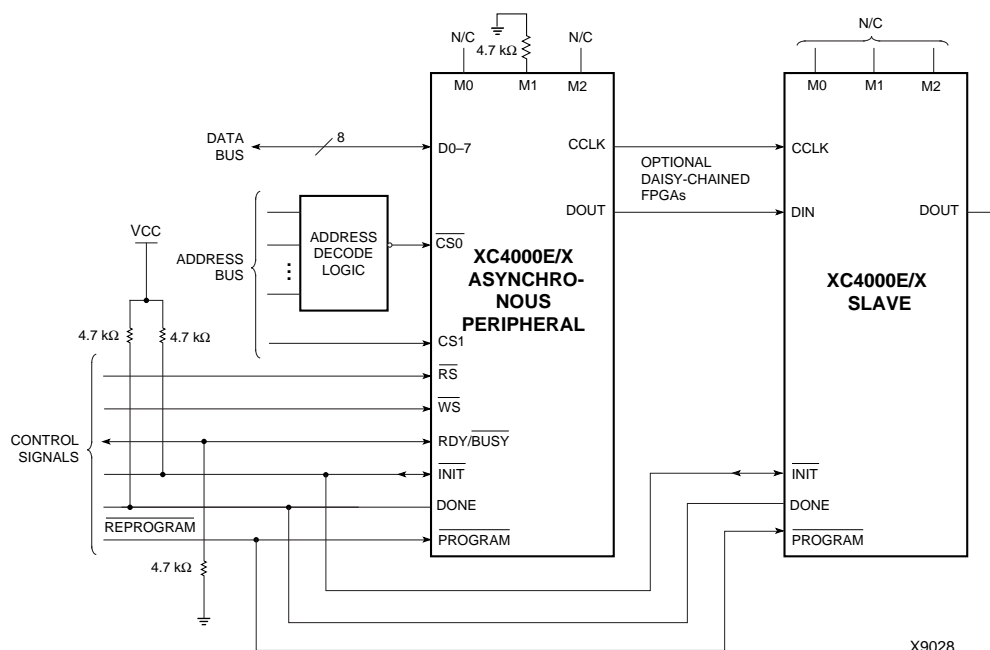 N/C
4.7 kΩ
N/C
N/C
M0 M1 M2
M0 M1 M2
DATA
BUS
8
D0–7
CCLK
CCLK
OPTIONAL
DAISY-CHAINED
FPGAs
DOUT
DIN
DOUT
VCC
ADDRESS
BUS
ADDRESS
DECODE
LOGIC
CS0
XC4000E/X
ASYNCHRO-
NOUS
PERIPHERAL
XC4000E/X
SLAVE
4.7 kΩ
4.7 kΩ
CS1
RS
WS
CONTROL
SIGNALS
RDY/BUSY
INIT
INIT
DONE
DONE
REPROGRAM
PROGRAM
PROGRAM
4.7 kΩ
X9028